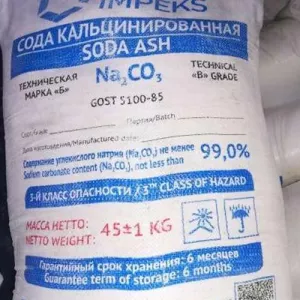 IMPEKS
СОДА КАЛЬЦИНИРОВАННАЯ
SODA ASH
ТЕХНИЧЕСКАЯ
МАРКА «Б»
Na2CO3
TECHNICAL
«B» GRADE
GOST 5100-85
Сорт/Grade
Партия/Batch
Дата изготовления/Manufactured date:
Содержание углекислого натрия (Na2CO3) не менее
Sodium carbonate content (Na2CO3), not less than
99,0%
3-й КЛАСС ОПАСНОСТИ / 3TH CLASS OF HAZARD
МАССА НЕТТО:
NETTO WEIGHT:
45±1 KG
Гарантийный срок хранения: 6 месяцев
Guarantee term of storage: 6 months